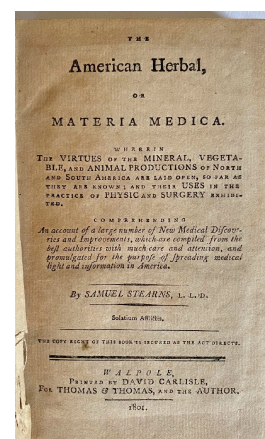 THE
American Herbal,
OR
MATERIA MEDICA.
WHEREIN
THE VIRTUES OF THE MINERAL, VEGETA-
BLE, AND ANIMAL PRODUCTIONS OF NORTH
AND SOUTH AMERICA ARE LAID OPEN, SO FAR AS
THEY ARE KNOWN; AND THEIR USES IN THE
PRACTICE OF PHYSIC AND SURGERY EXHIBI-
TED.
COMPREHENDING
An account of a large number of New Medical Discove-
ries and Improvements, which are compiled from the
best authorities with much care and attention, and
promulgated for the purpose of spreading medical
light and information in America.
By SAMUEL STEARNS, L. L. D.
Solatium Afflictis.
THE COPY RIGHT OF THIS BOOK IS SECURED AS THE ACT DIRECTS.
WALPOLE,
PRINTED BY DAVID CARLISLE,
FOR THOMAS & THOMAS, AND THE AUTHOR.
1801.